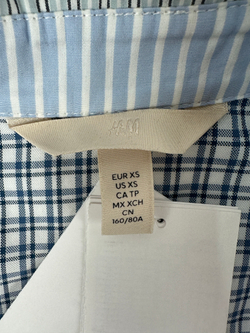 H&M
EUR XS
US XS
CA TP
MX XCH
CN
160/80A